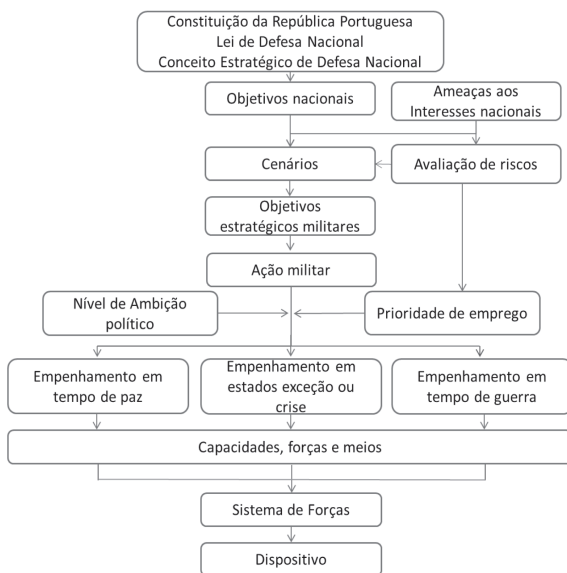 Constituição da República Portuguesa
Lei de Defesa Nacional
Conceito Estratégico de Defesa Nacional
Objetivos nacionais
Ameaças aos
Interesses nacionais
Cenários
Avaliação de riscos
Objetivos
estratégicos militares
Ação militar
Nível de Ambição
político
Prioridade de emprego
Empenhamento em
tempo de paz
Empenhamento em
estados exceção ou
crise
Empenhamento em
tempo de guerra
Capacidades, forças e meios
Sistema de Forças
Dispositivo